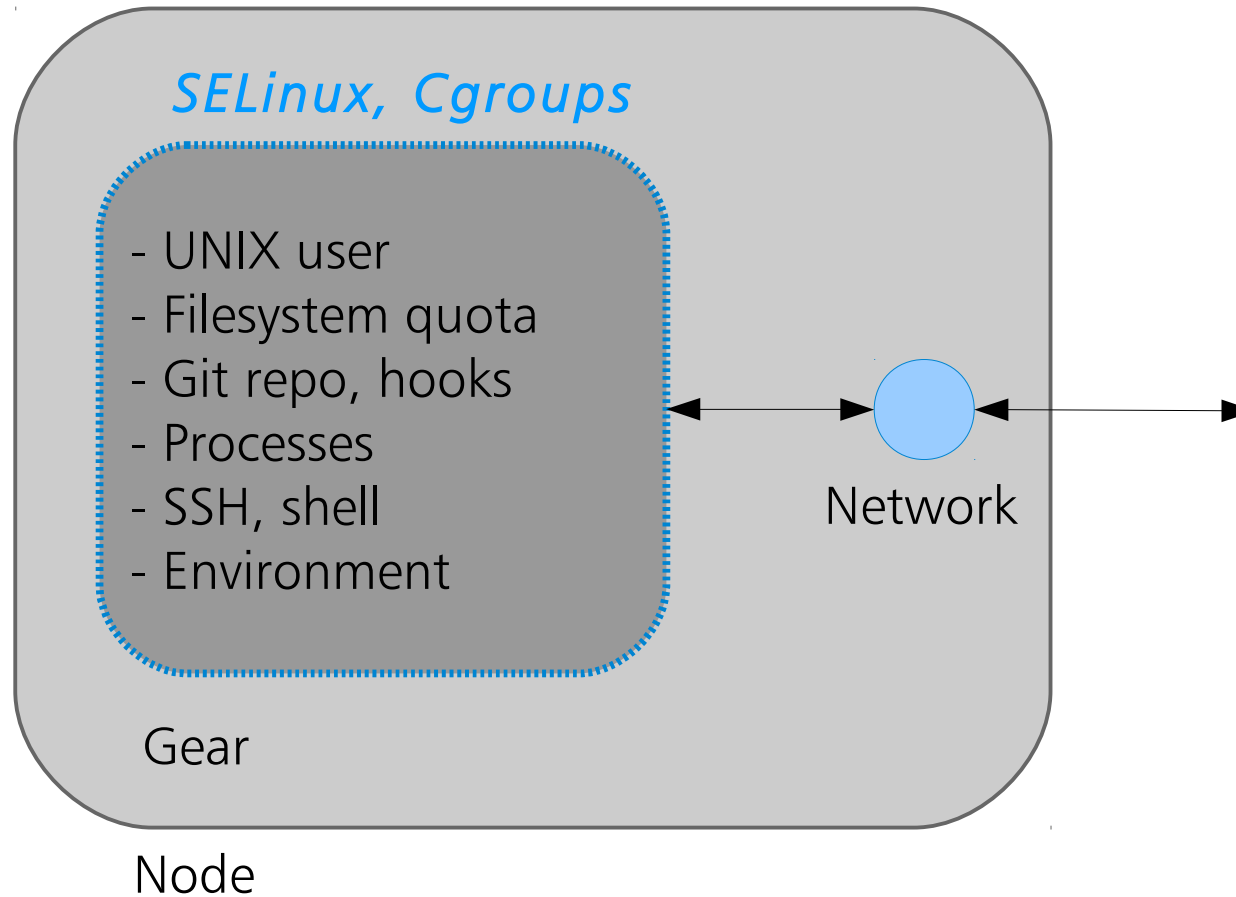 SELinux, Cgroups
- UNIX user
- Filesystem quota
- Git repo, hooks
- Processes
- SSH, shell
- Environment
Network
Gear
Node